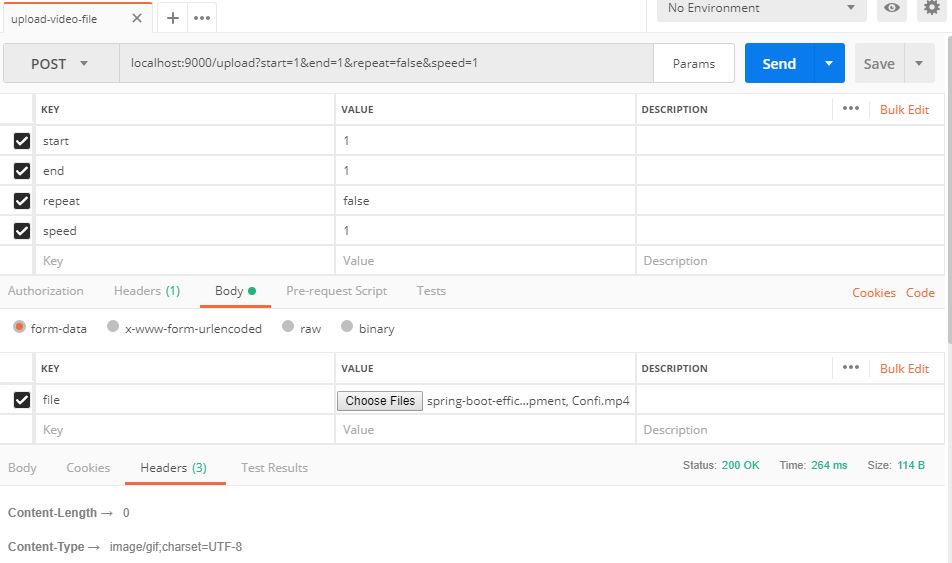 upload-video-file
No Environment
POST localhost:9000/upload?start=1&end=1&repeat=false&speed=1 Params Send Save
KEY VALUE DESCRIPTION ••• Bulk Edit
start 1
end 1
repeat false
speed 1
Key Value Description
Authorization Headers (1) Body Pre-request Script Tests Cookies Code
form-data x-www-form-urlencoded raw binary
KEY VALUE DESCRIPTION ••• Bulk Edit
file Choose Files spring-boot-effic...pment, Confi.mp4
Key Value Description
Body Cookies Headers (3) Test Results Status: 200 OK Time: 264 ms Size: 114 B
Content-Length → 0
Content-Type → image/gif;charset=UTF-8